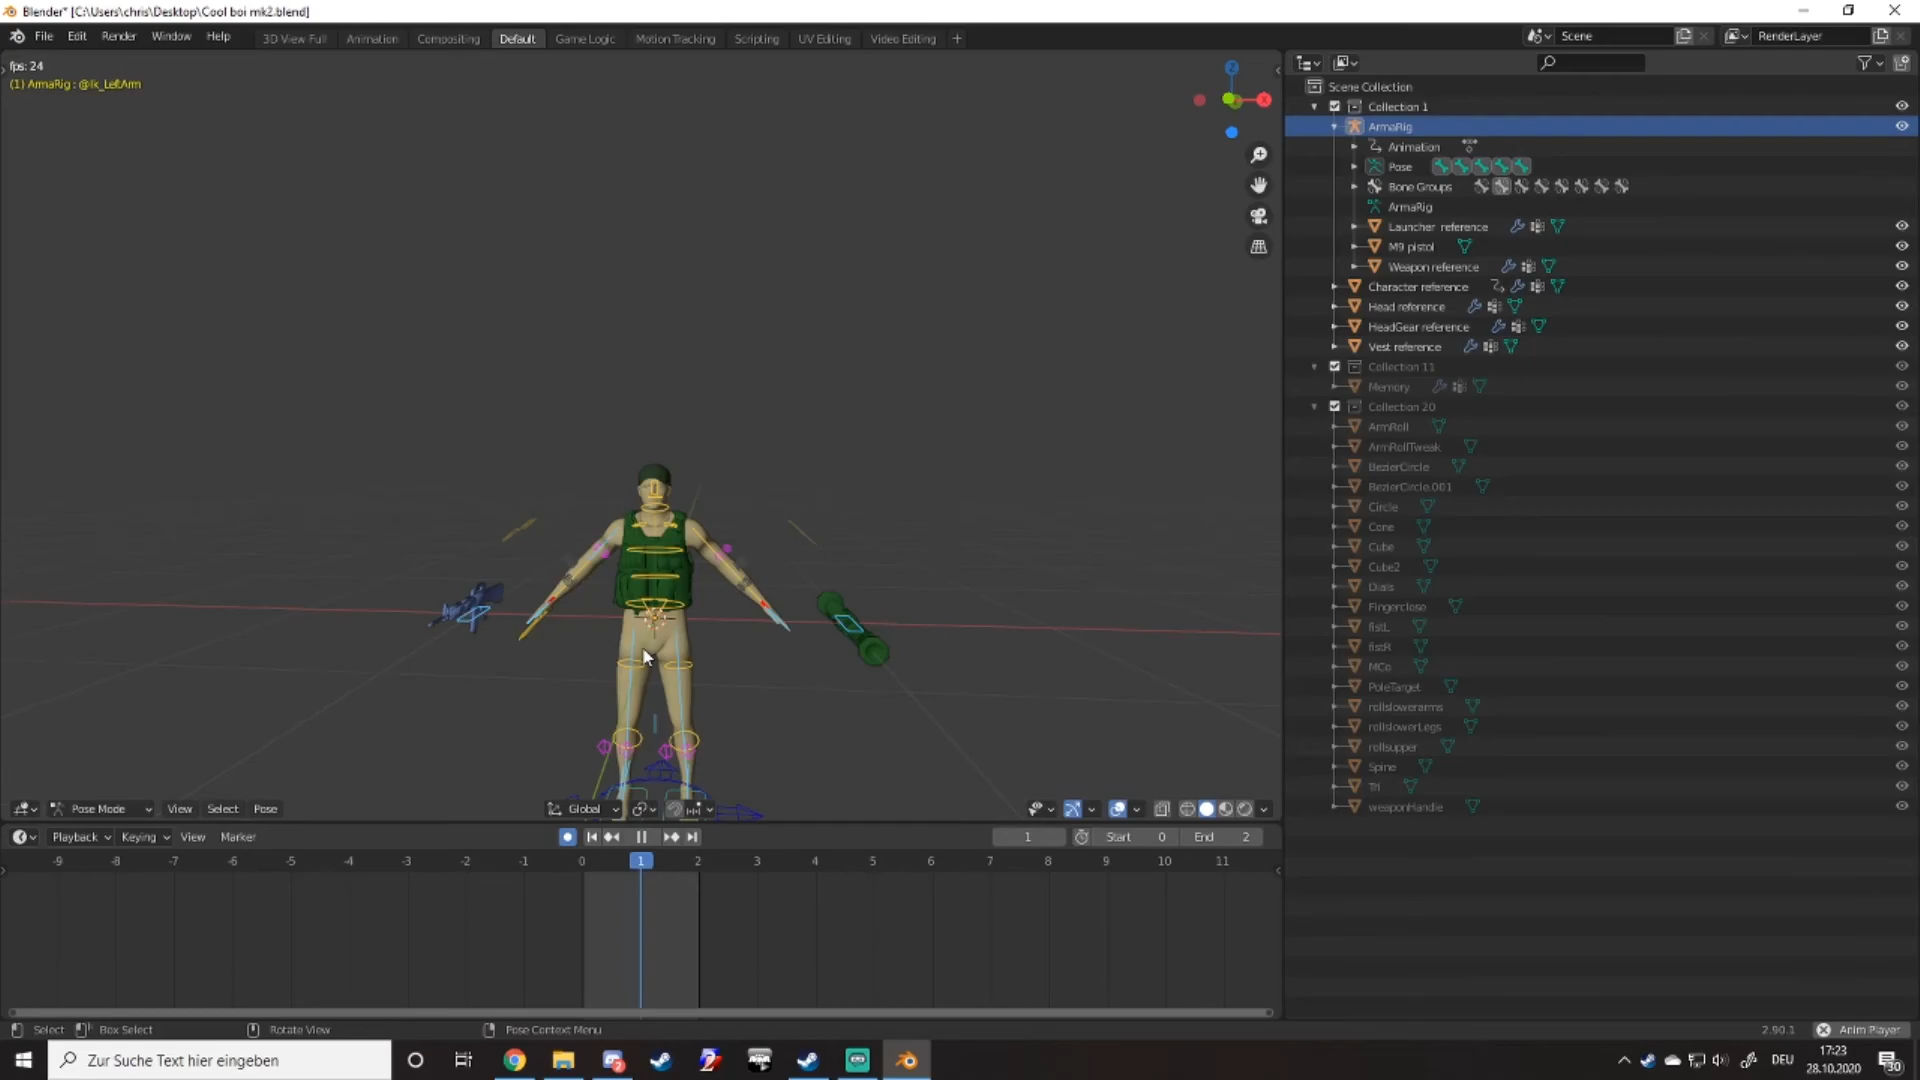 Blender* [C:\Users\chris\Desktop\Cool boi mk2.blend]
File Edit Render Window Help 3D View Full Animation Compositing Default Game Logic Motion Tracking Scripting UV Editing Video Editing + Scene RenderLayer
fps: 24
(1) ArmaRig : @Ik_LeftArm
Z
X
Scene Collection
Collection 1
ArmaRig
Animation
Pose
Bone Groups
ArmaRig
Launcher reference
M9 pistol
Weapon reference
Character reference
Head reference
HeadGear reference
Vest reference
Collection 11
Memory
Collection 20
ArmRoll
ArmRollTweak
BezierCircle
BezierCircle.001
Circle
Cone
Cube
Cube2
Dials
Fingerclose
fistL
fistR
MCo
PoleTarget
rollslowerarms
rollslowerLegs
rollsupper
Spine
Tri
weaponHandle
Pose Mode View Select Pose Global
Playback Keying View Marker 1 Start 0 End 2
-9 -8 -7 -6 -5 -4 -3 -2 -1 0 1 2 3 4 5 6 7 8 9 10 11
Select Box Select Rotate View Pose Context Menu 2.90.1 Anim Player
Zur Suche Text hier eingeben
DEU
17:23
28.10.2020
30